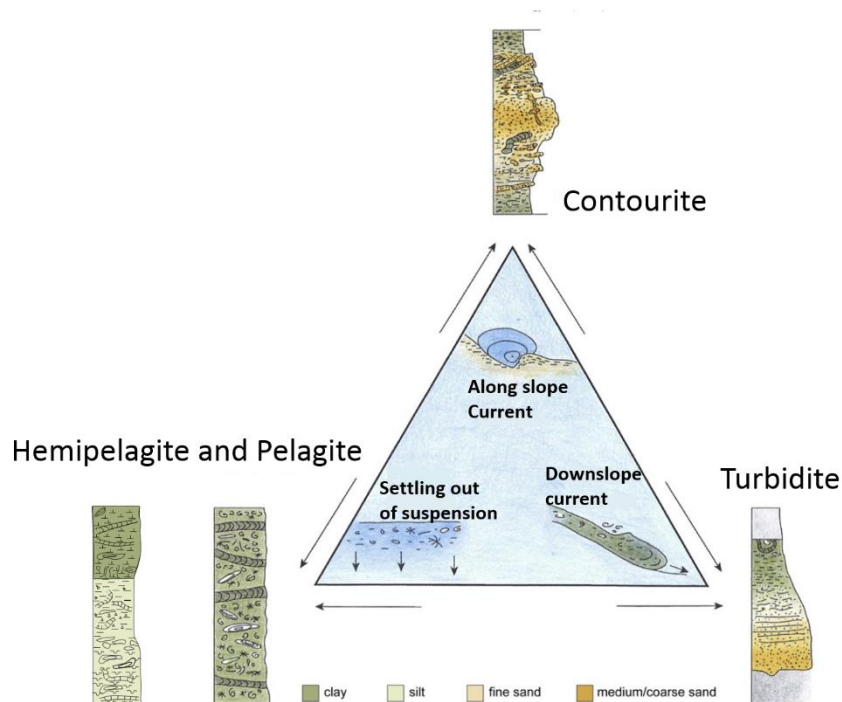 Contourite
Along slope
Current
Hemipelagite and Pelagite
Settling out
of suspension
Downslope
current
Turbidite
clay
silt
fine sand
medium/coarse sand